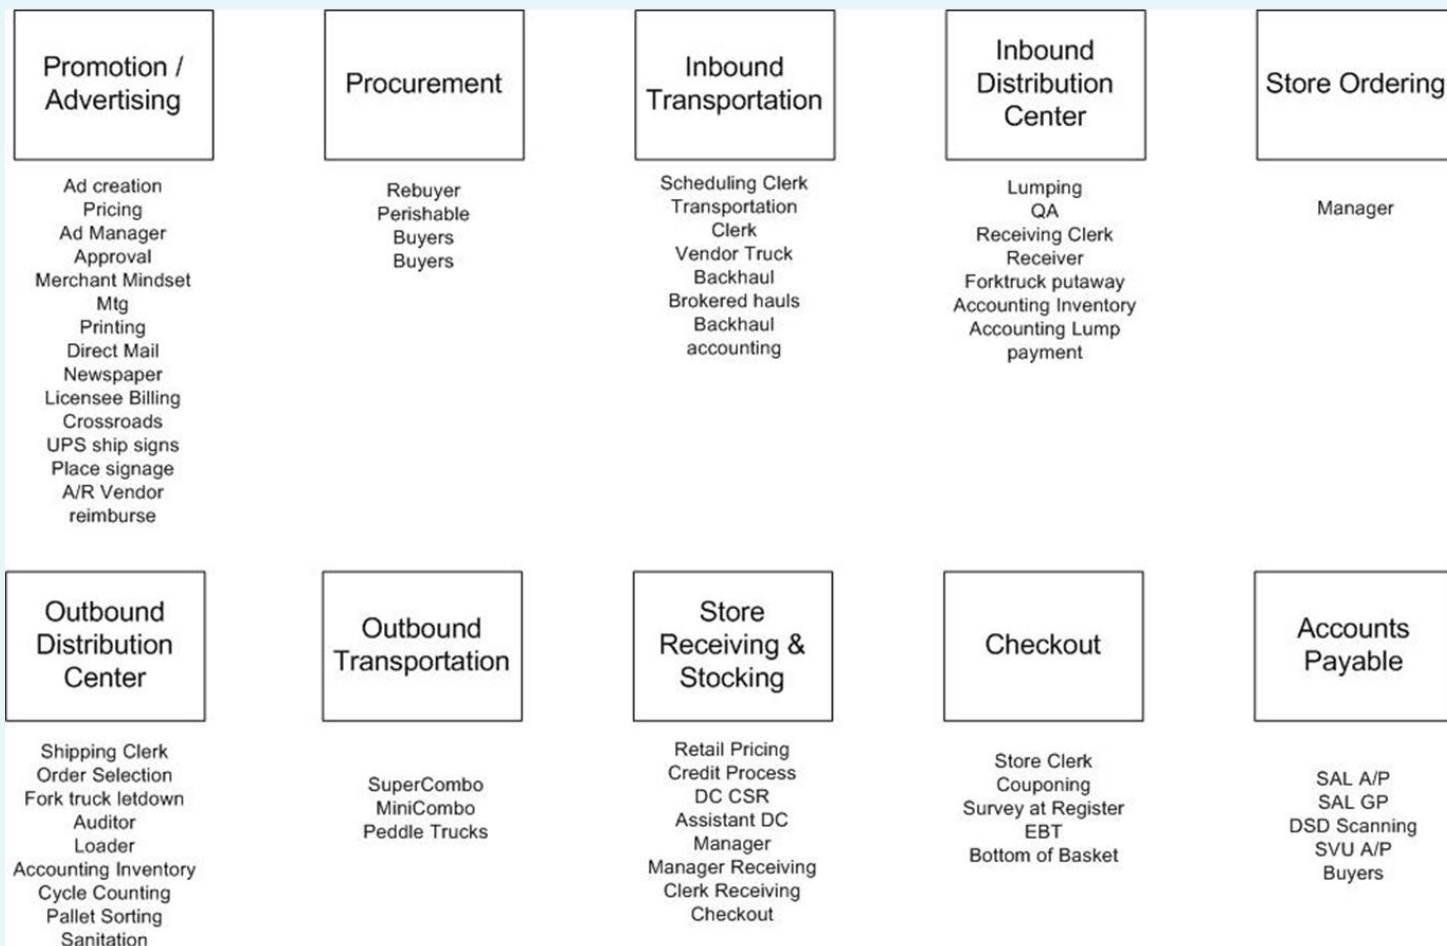 Promotion /
Advertising
Ad creation
Pricing
Ad Manager
Approval
Merchant Mindset
Mtg
Printing
Direct Mail
Newspaper
Licensee Billing
Crossroads
UPS ship signs
Place signage
A/R Vendor
reimburse
Procurement
Rebuyer
Perishable
Buyers
Buyers
Inbound
Transportation
Scheduling Clerk
Transportation
Clerk
Vendor Truck
Backhaul
Brokered hauls
Backhaul
accounting
Inbound
Distribution
Center
Lumping
QA
Receiving Clerk
Receiver
Forktruck putaway
Accounting Inventory
Accounting Lump
payment
Store Ordering
Manager
Outbound
Distribution
Center
Shipping Clerk
Order Selection
Fork truck letdown
Auditor
Loader
Accounting Inventory
Cycle Counting
Pallet Sorting
Sanitation
Outbound
Transportation
SuperCombo
MiniCombo
Peddle Trucks
Store
Receiving &
Stocking
Retail Pricing
Credit Process
DC CSR
Assistant DC
Manager
Manager Receiving
Clerk Receiving
Checkout
Checkout
Store Clerk
Couponing
Survey at Register
EBT
Bottom of Basket
Accounts
Payable
SAL A/P
SAL GP
DSD Scanning
SVU A/P
Buyers